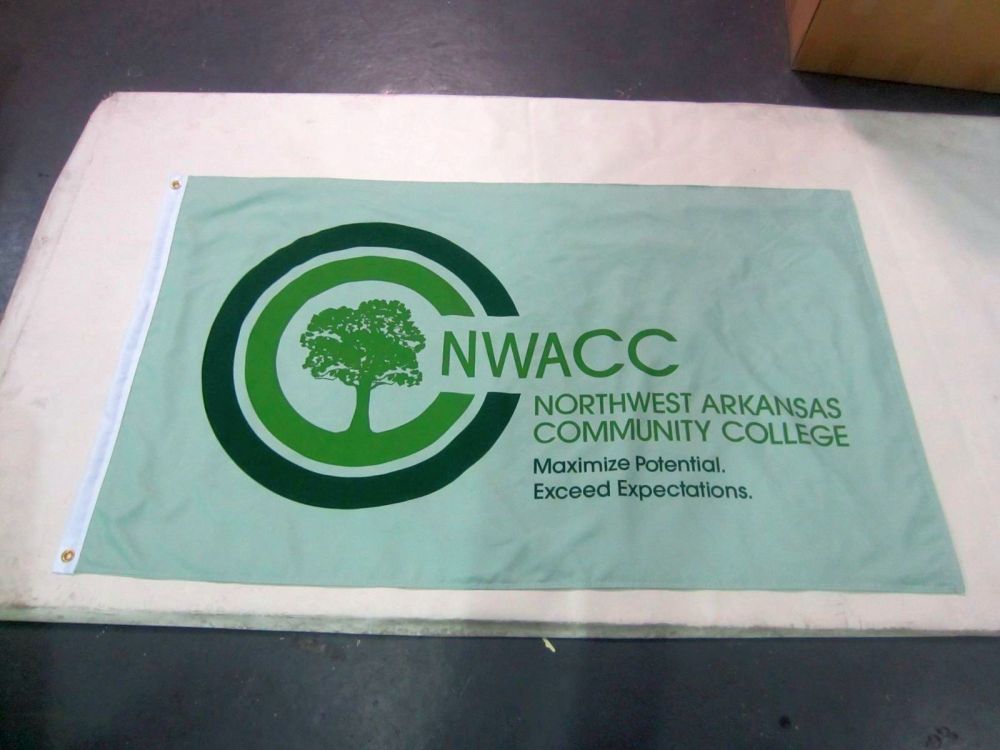 NWACC
NORTHWEST ARKANSAS
COMMUNITY COLLEGE
Maximize Potential.
Exceed Expectations.